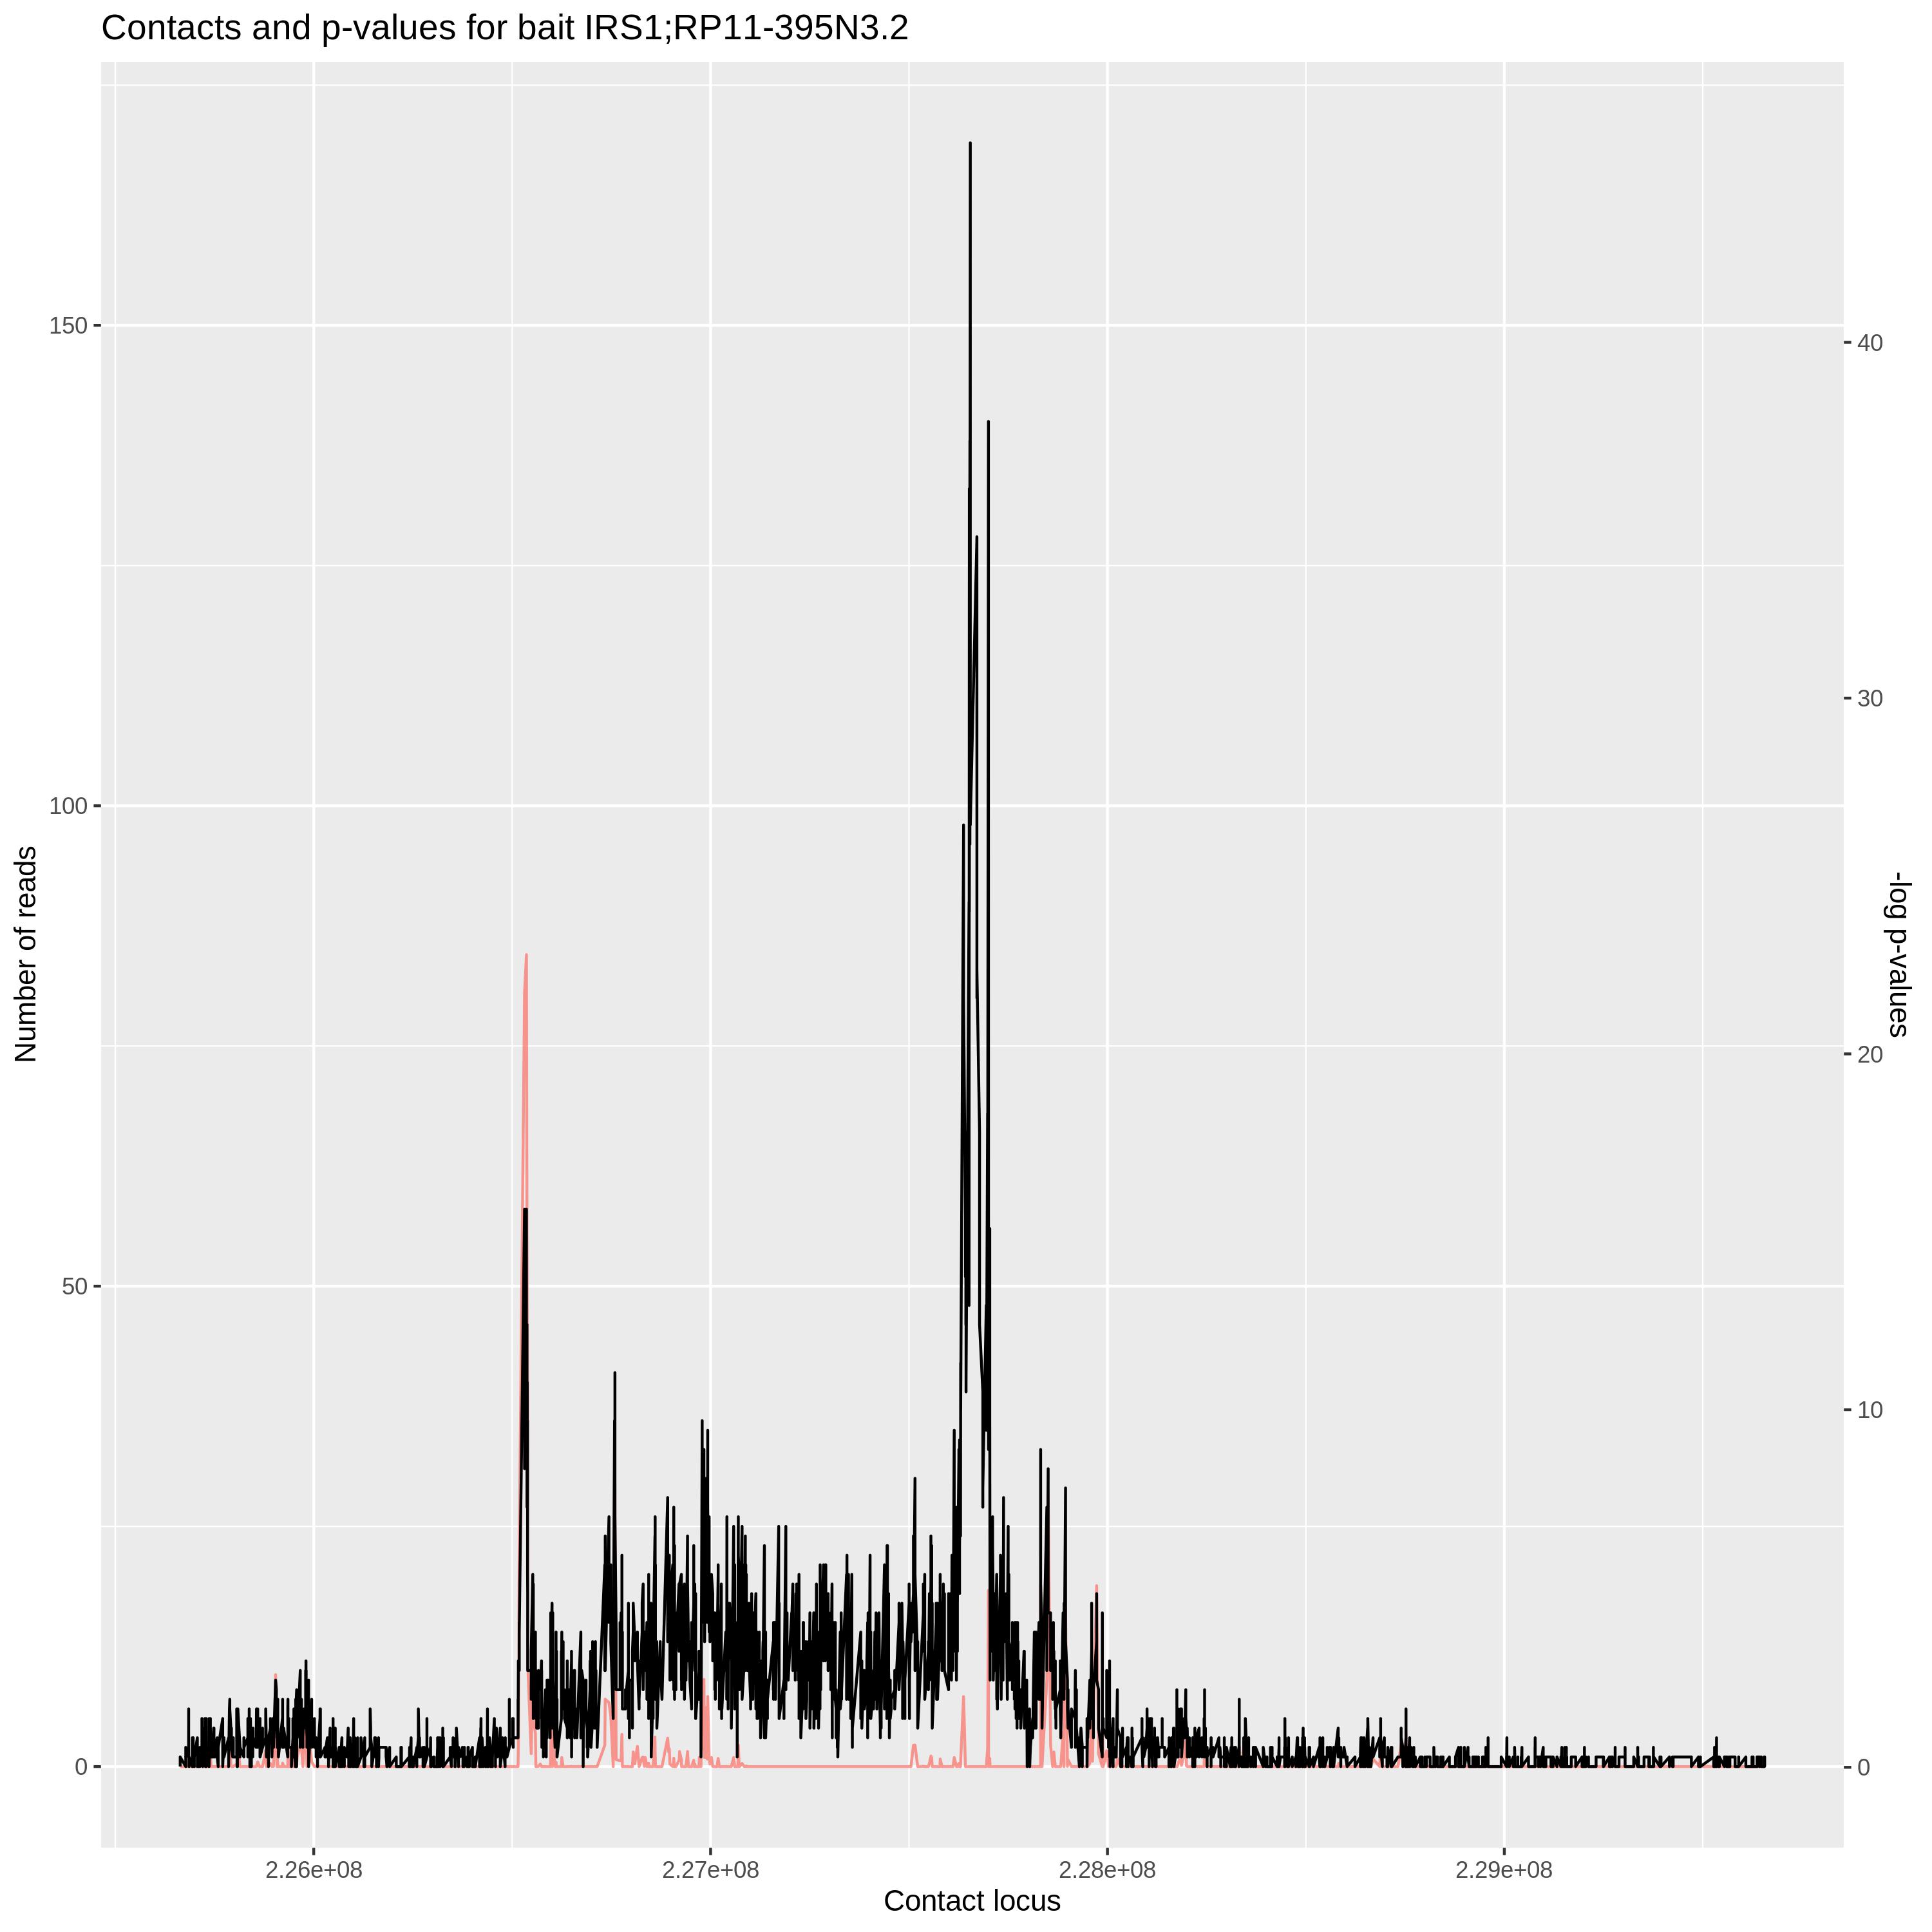 Contacts and p-values for bait IRS1;RP11-395N3.2
150
100
50
0
40
30
20
10
0
Number of reads
-log p-values
2.26e+08
2.27e+08
2.28e+08
2.29e+08
Contact locus